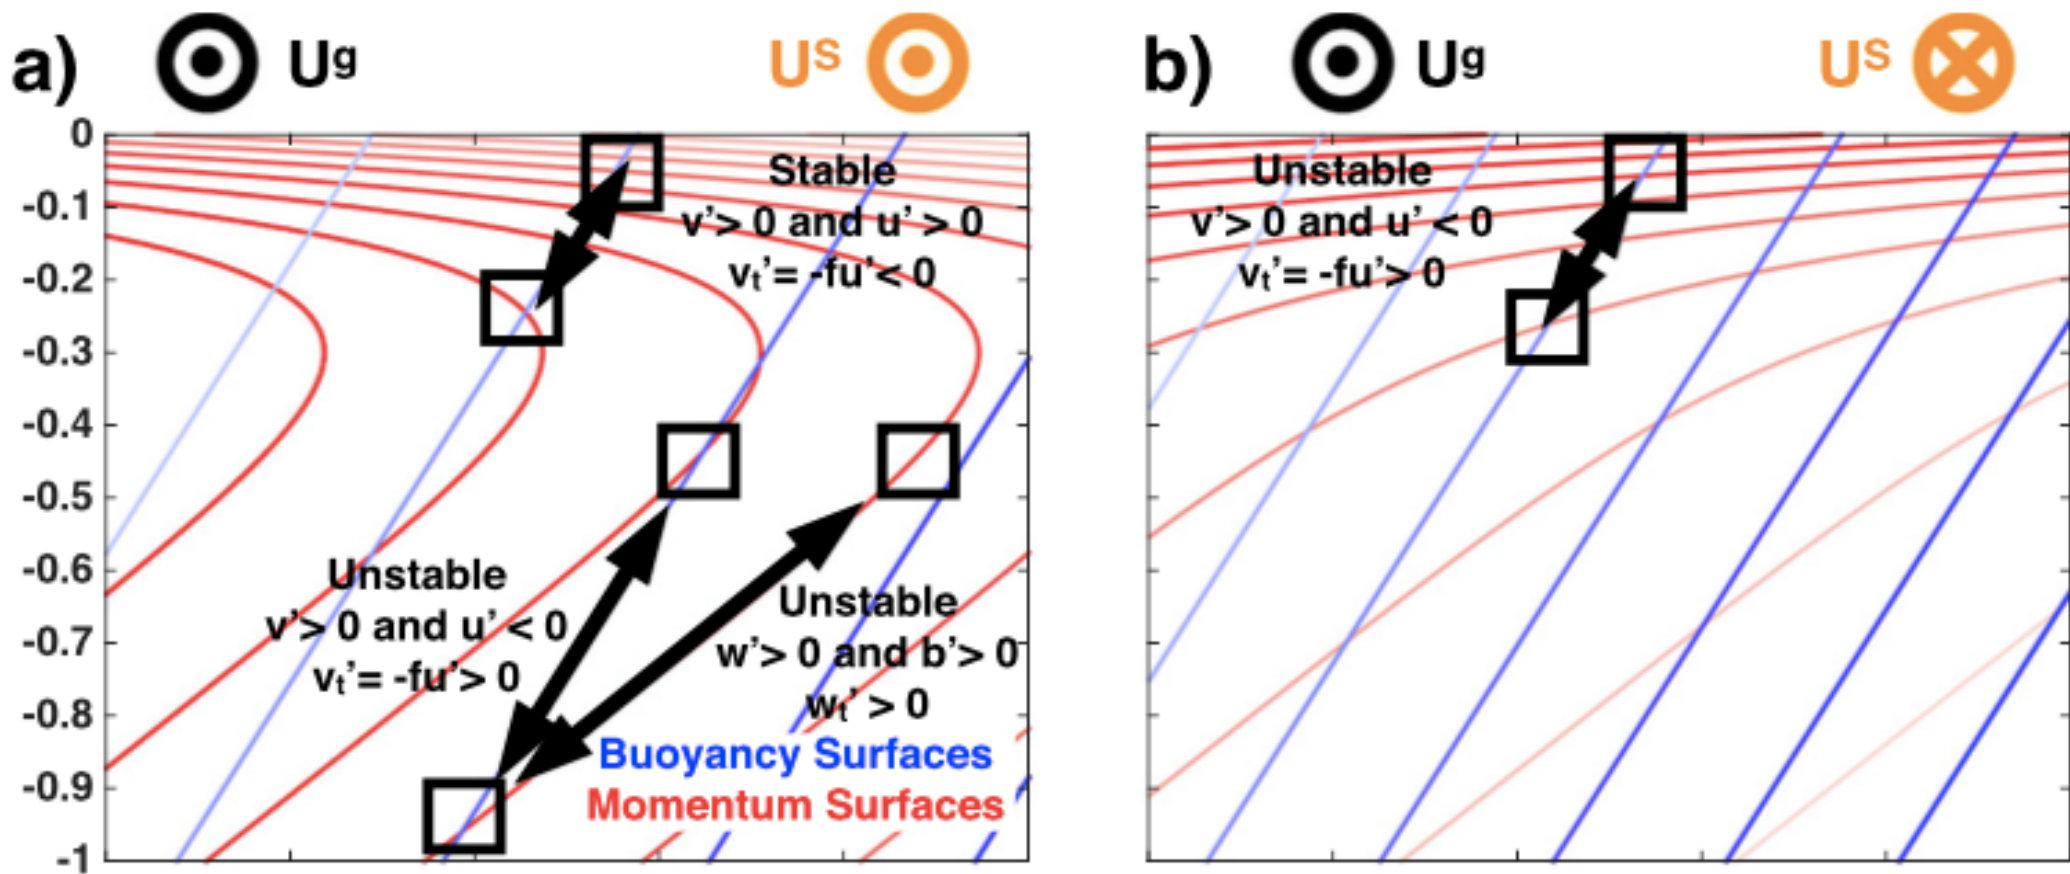 a) Uᵍ Uˢ
b) Uᵍ Uˢ
0
-0.1
-0.2
-0.3
-0.4
-0.5
-0.6
-0.7
-0.8
-0.9
-1
Stable
v'> 0 and u' > 0
vₜ'= -fu'< 0
Unstable
v'> 0 and u' < 0
vₜ'= -fu'> 0
Unstable
w'> 0 and b'> 0
wₜ' > 0
Buoyancy Surfaces
Momentum Surfaces
Unstable
v'> 0 and u' < 0
vₜ'= -fu'> 0